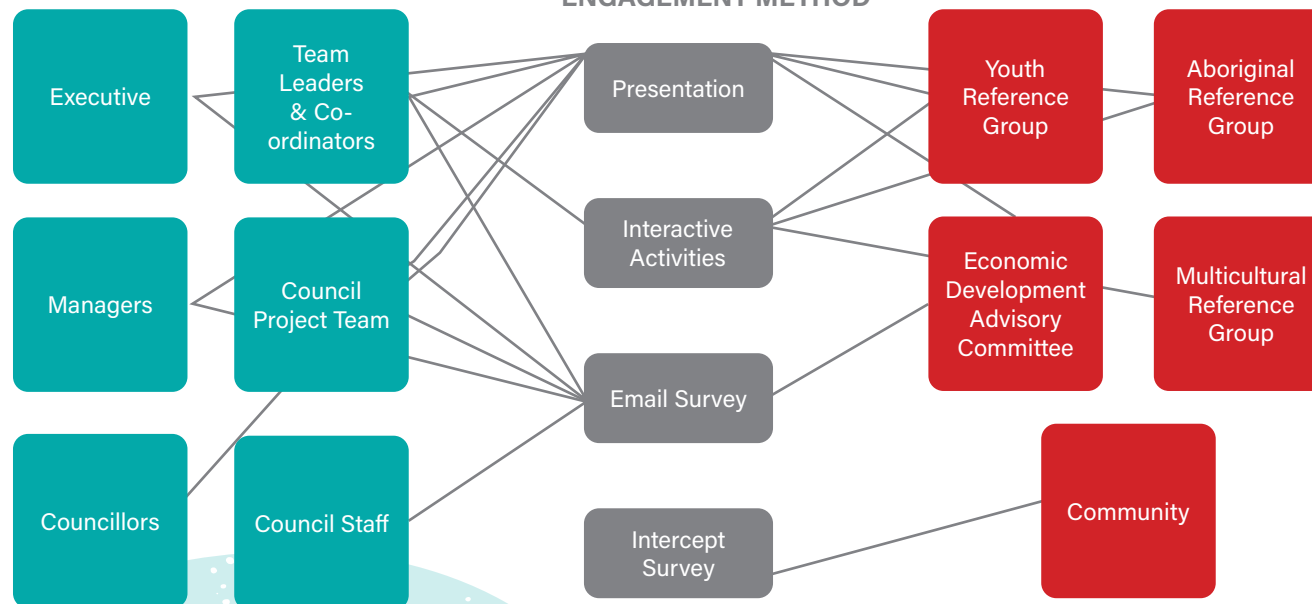 ENGAGEMENT METHOD
Executive
Team
Leaders
& Co-
ordinators
Presentation
Youth
Reference
Group
Aboriginal
Reference
Group
Managers
Council
Project Team
Interactive
Activities
Economic
Development
Advisory
Committee
Multicultural
Reference
Group
Email Survey
Councillors
Council Staff
Intercept
Survey
Community